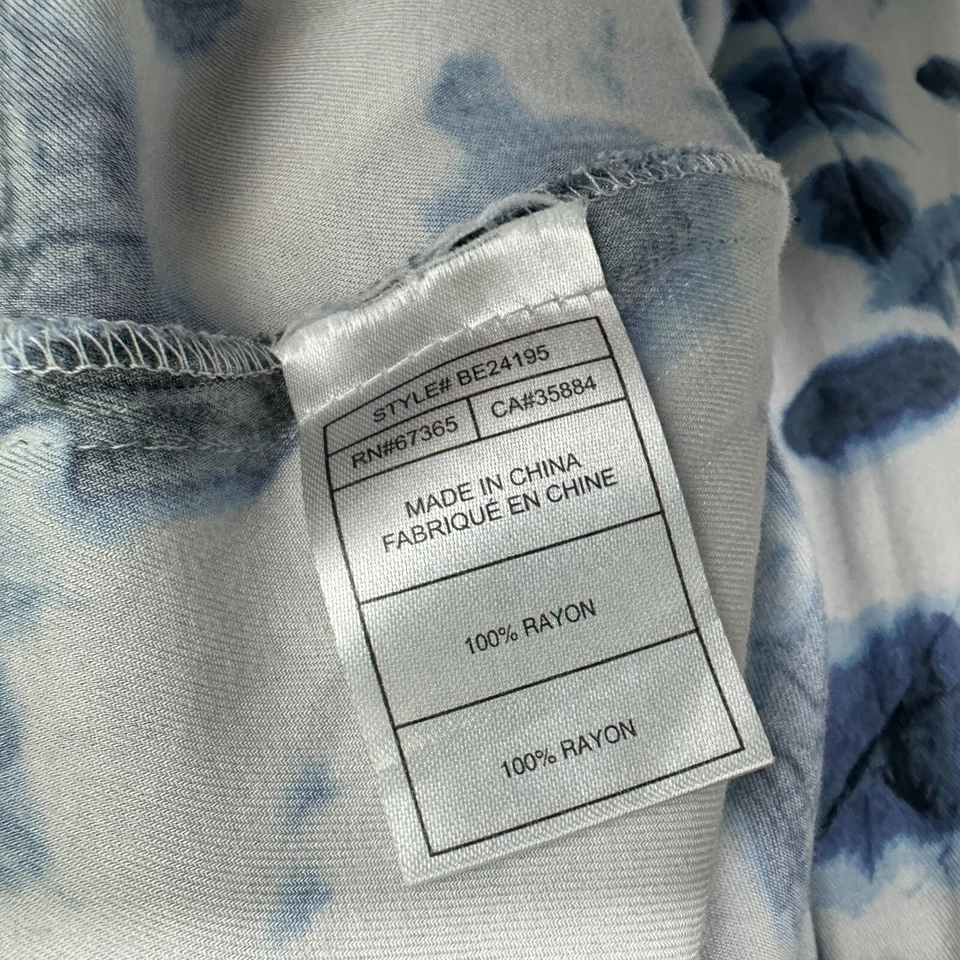 STYLE# BE24195
RN#67365 CA#35884
MADE IN CHINA
FABRIQUÉ EN CHINE
100% RAYON
100% RAYON